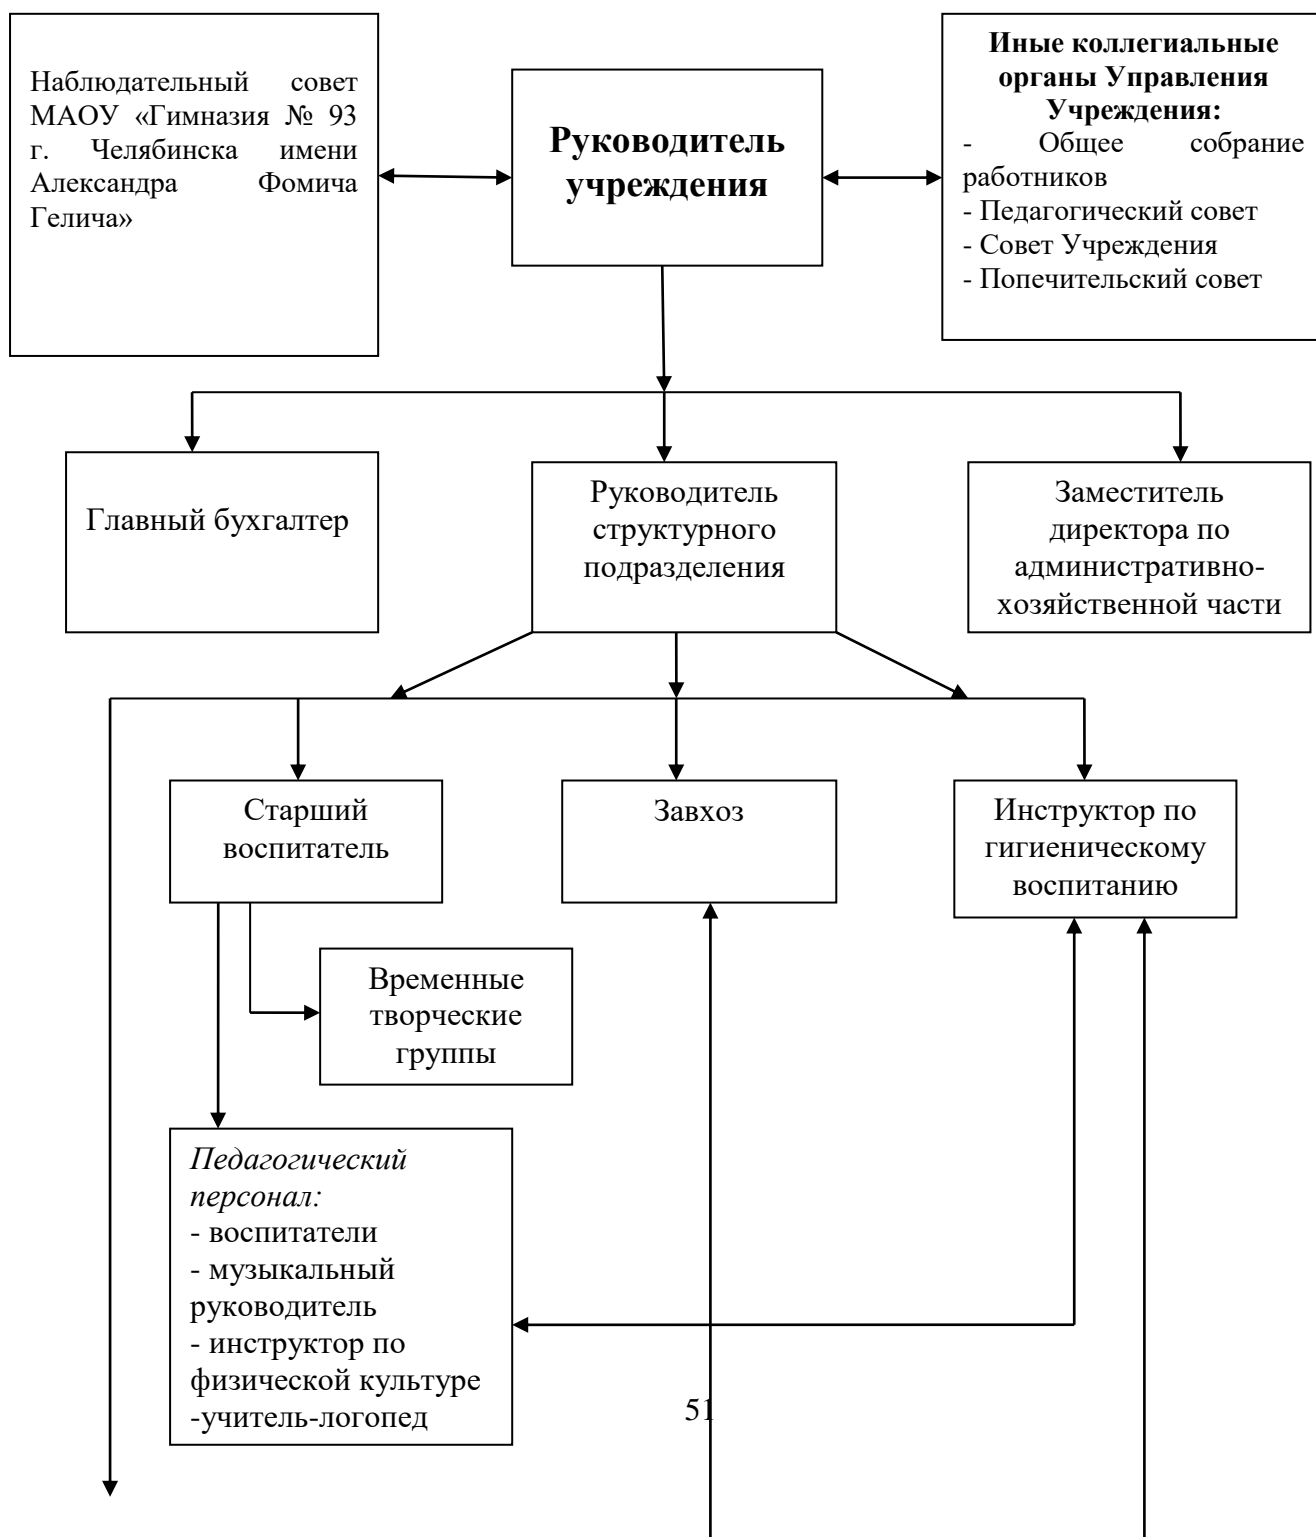 Наблюдательный совет
МАОУ «Гимназия № 93
г. Челябинска имени
Александра Фомича
Гелича»
Руководитель
учреждения
Иные коллегиальные
органы Управления
Учреждения:
- Общее собрание
работников
- Педагогический совет
- Совет Учреждения
- Попечительский совет
Главный бухгалтер
Руководитель
структурного
подразделения
Заместитель
директора по
административно-
хозяйственной части
Старший
воспитатель
Завхоз
Инструктор по
гигиеническому
воспитанию
Временные
творческие
группы
Педагогический
персонал:
- воспитатели
- музыкальный
руководитель
- инструктор по
физической культуре
-учитель-логопед
51